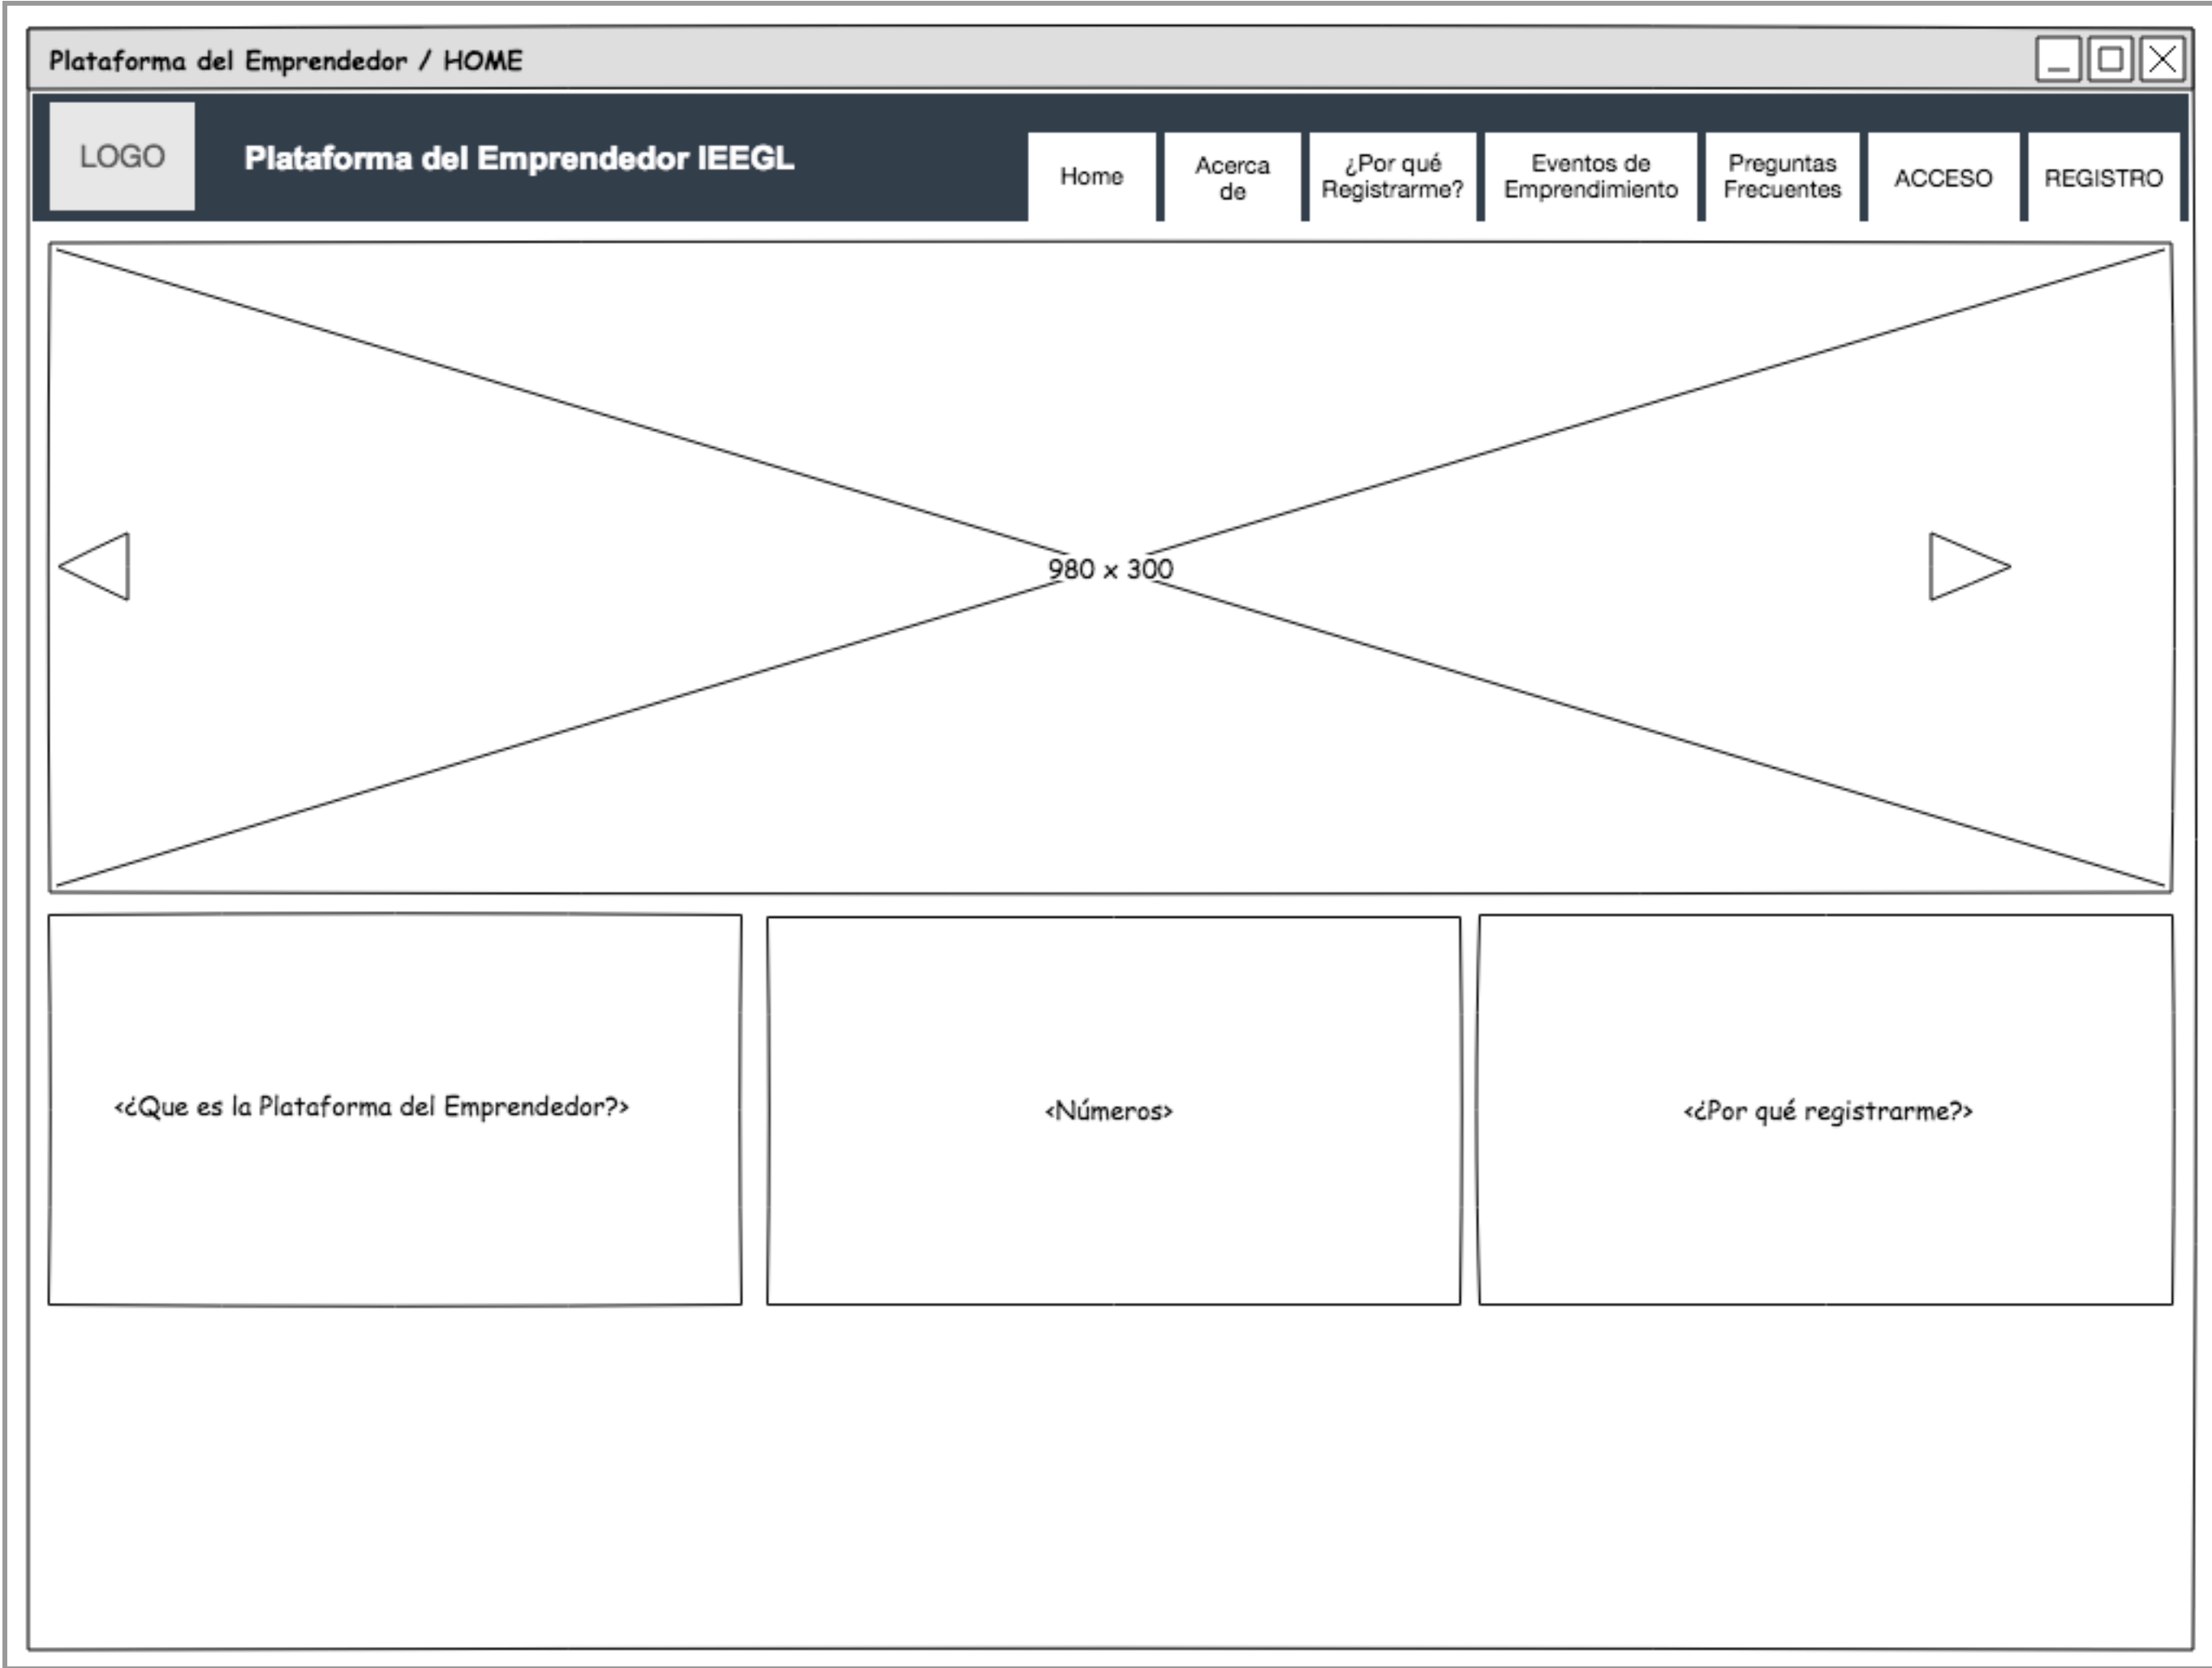 Plataforma del Emprendedor / HOME
LOGO
Plataforma del Emprendedor IEEGL
Home
Acerca
de
¿Por qué
Registrarme?
Eventos de
Emprendimiento
Preguntas
Frecuentes
ACCESO
REGISTRO
980 x 300
<¿Que es la Plataforma del Emprendedor?>
<Números>
<¿Por qué registrarme?>